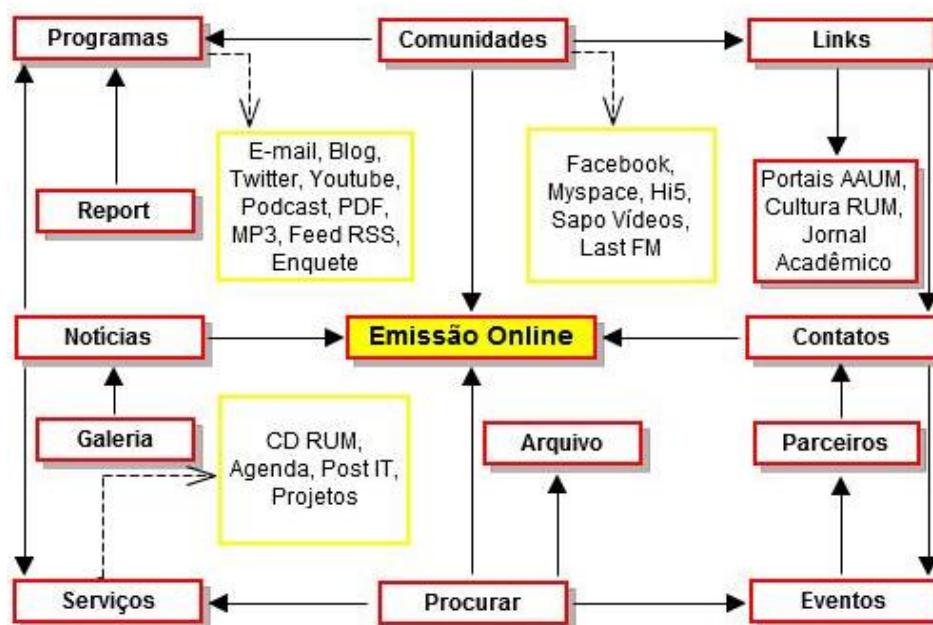 Programas
Comunidades
Links
E-mail, Blog,
Twitter, Youtube,
Podcast, PDF,
MP3, Feed RSS,
Enquete
Facebook,
Myspace, Hi5,
Sapo Vídeos,
Last FM
Portais AAUM,
Cultura RUM,
Jornal
Acadêmico
Report
Notícias
Emissão Online
Contatos
Galeria
CD RUM,
Agenda, Post IT,
Projetos
Arquivo
Parceiros
Serviços
Procurar
Eventos